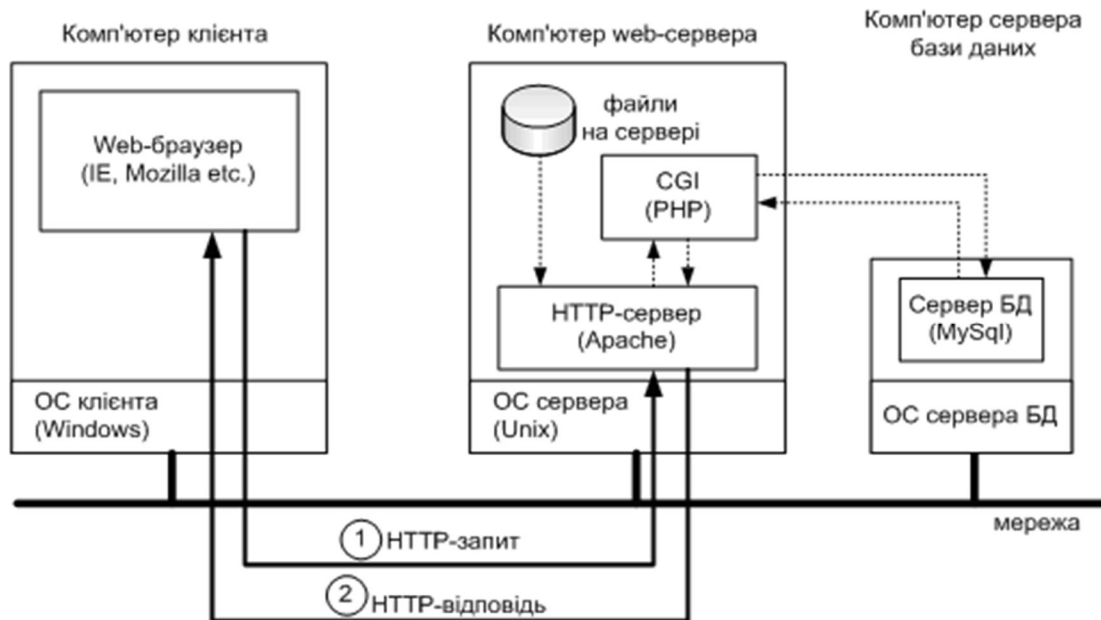 Комп'ютер клієнта
Web-браузер
(IE, Mozilla etc.)
ОС клієнта
(Windows)
Комп'ютер web-сервера
файли
на сервері
CGI
(PHP)
HTTP-сервер
(Apache)
ОС сервера
(Unix)
Комп'ютер сервера
бази даних
Сервер БД
(MySql)
ОС сервера БД
мережа
1 HTTP-запит
2 HTTP-відповідь